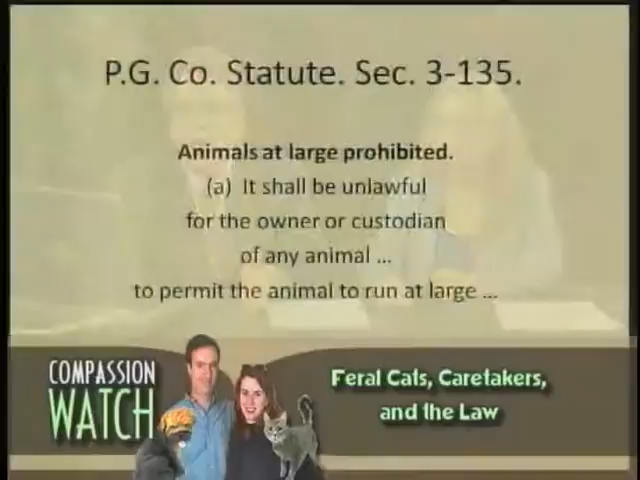 P.G. Co. Statute. Sec. 3-135.
Animals at large prohibited.
(a) It shall be unlawful
for the owner or custodian
of any animal ...
to permit the animal to run at large ...
COMPASSION
WATCH
Feral Cats, Caretakers,
and the Law